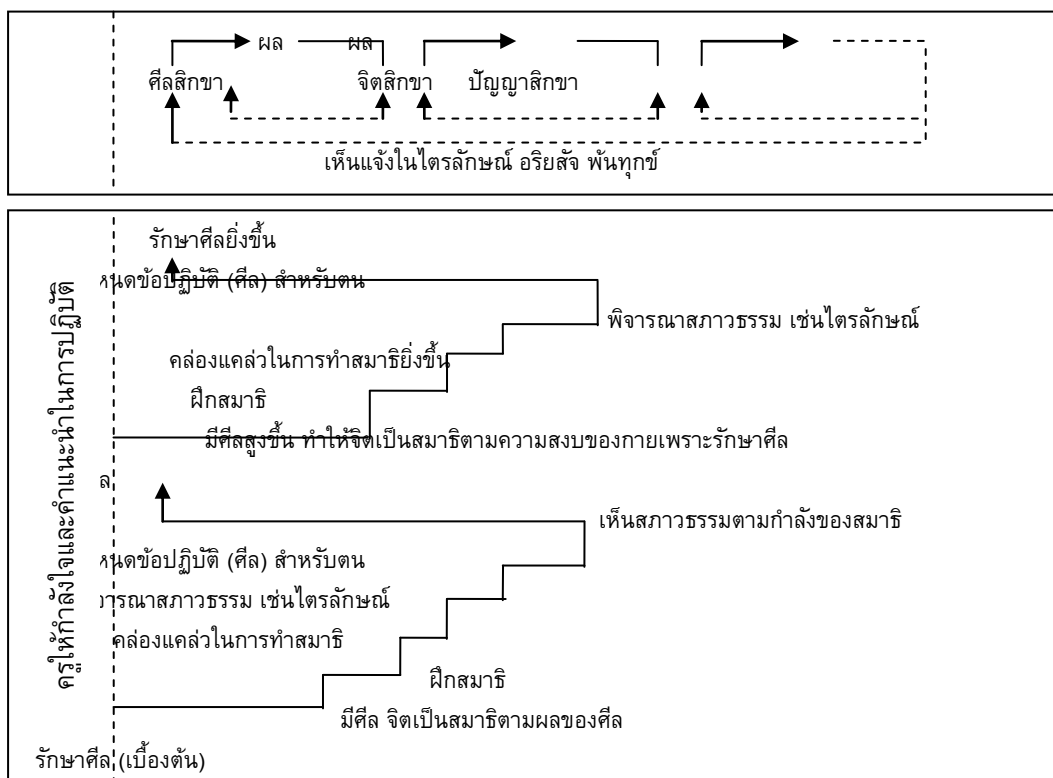 ผล ผล
ศีลสิกขา จิตสิกขา ปัญญาสิกขา
เห็นแจ้งในไตรลักษณ์ อริยสัจ พ้นทุกข์
ครูให้กำลังใจและคำแนะนำในการปฏิบัติ
รักษาศีลยิ่งขึ้น
หนดข้อปฏิบัติ (ศีล) สำหรับตน
พิจารณาสภาวธรรม เช่นไตรลักษณ์
คล่องแคล่วในการทำสมาธิยิ่งขึ้น
ฝึกสมาธิ
มีศีลสูงขึ้น ทำให้จิตเป็นสมาธิตามความสงบของกายเพราะรักษาศีล
ล
เห็นสภาวธรรมตามกำลังของสมาธิ
หนดข้อปฏิบัติ (ศีล) สำหรับตน
ารณาสภาวธรรม เช่นไตรลักษณ์
คล่องแคล่วในการทำสมาธิ
ฝึกสมาธิ
มีศีล จิตเป็นสมาธิตามผลของศีล
รักษาศีล (เบื้องต้น)